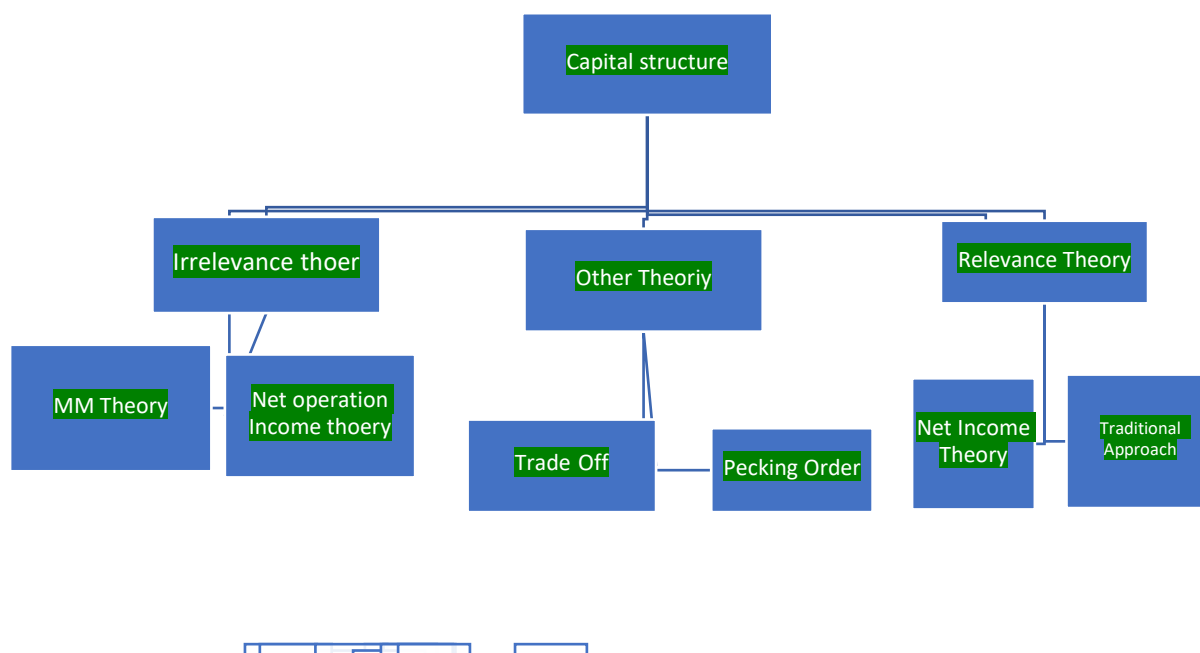 Capital structure
Irrelevance thoer
Other Theoriy
Relevance Theory
MM Theory
Net operation
Income thoery
Trade Off
Pecking Order
Net Income
Theory
Traditional
Approach